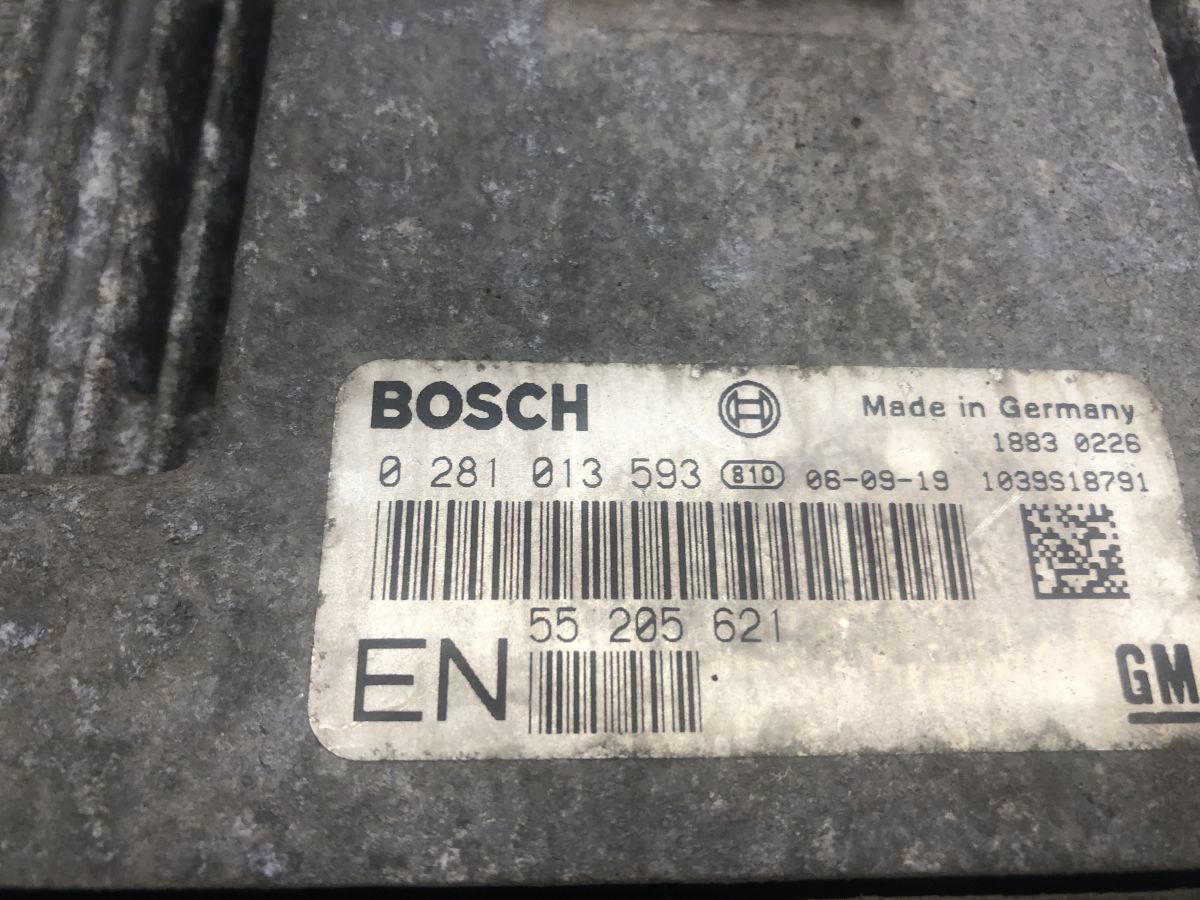 BOSCH
Made in Germany
1883 0226
0 281 013 593 810 06-09-19 1039S18791
55 205 621
EN
GM